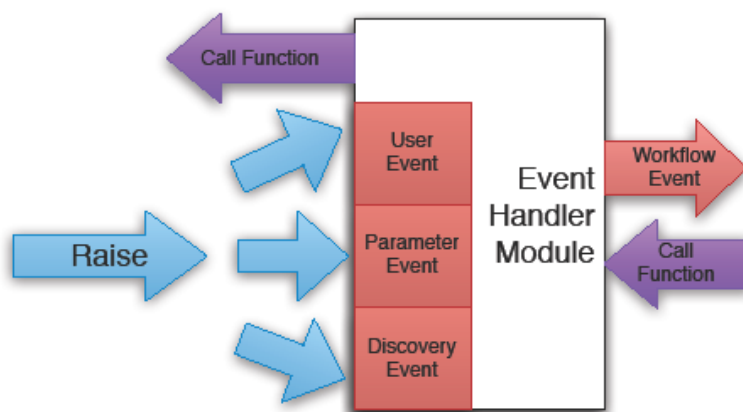 Call Function
User
Event
Event
Handler
Module
Workflow
Event
Raise
Parameter
Event
Call
Function
Discovery
Event